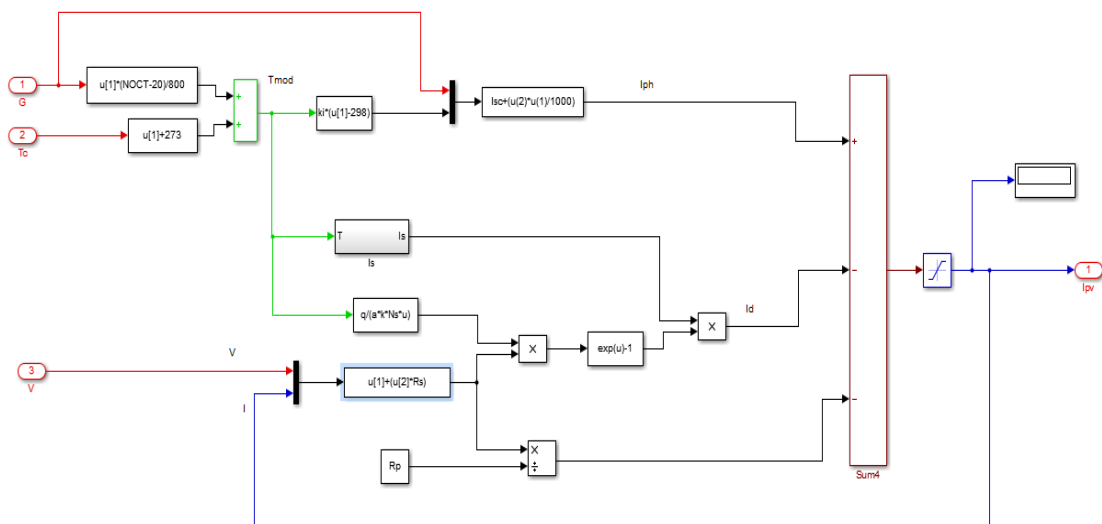 1
G
u[1]*(NOCT-20)/800
+
+
Tmod
2
Tc
u[1]+273
ki*(u[1]-298)
Isc+(u(2)*u(1)/1000)
Iph
+
T
Is
Is
q/(a*k*Ns*u)
X
exp(u)-1
X
Id
−
1
Ipv
V
3
V
I
u[1]+(u[2]*Rs)
X
÷
Rp
−
Sum4